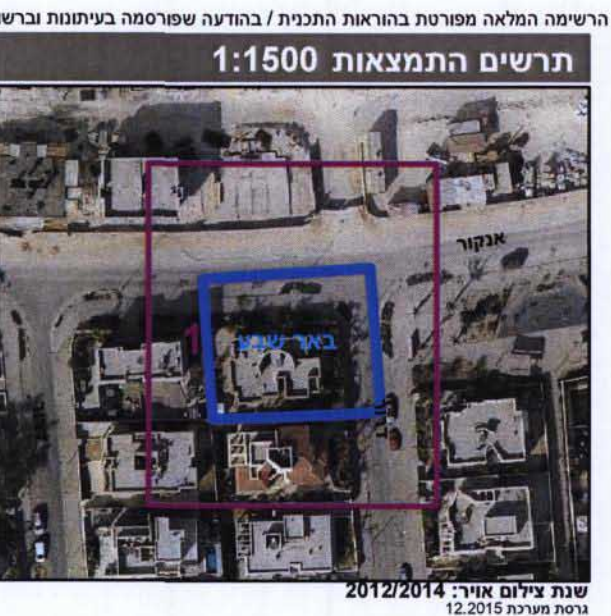 הרשימה המלאה מפורטת בהוראות התכנית / בהודעה שפורסמה בעיתונות וברשו
תרשים התמצאות 1:1500
אנקור
1
באר שבע
שנת צילום אויר: 2012/2014
גרסת מערכת 12.2015